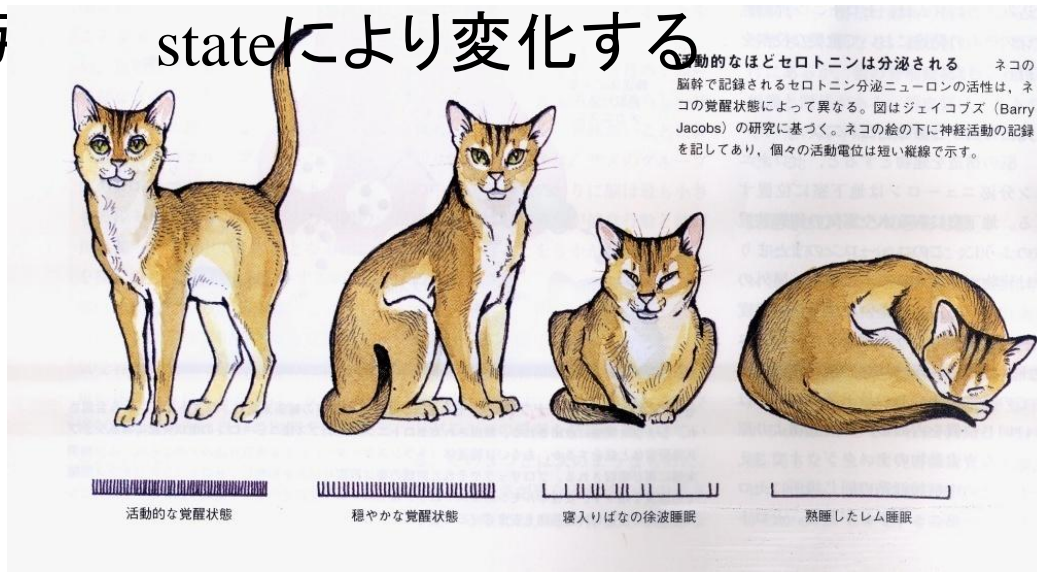 stateにより変化する
活動的なほどセロトニンは分泌される ネコの
脳幹で記録されるセロトニン分泌ニューロンの活性は，ネ
コの覚醒状態によって異なる。図はジェイコブズ（Barry
Jacobs）の研究に基づく。ネコの絵の下に神経活動の記録
を記してあり，個々の活動電位は短い縦線で示す。
活動的な覚醒状態 穏やかな覚醒状態 寝入りばなの徐波睡眠 熟睡したレム睡眠